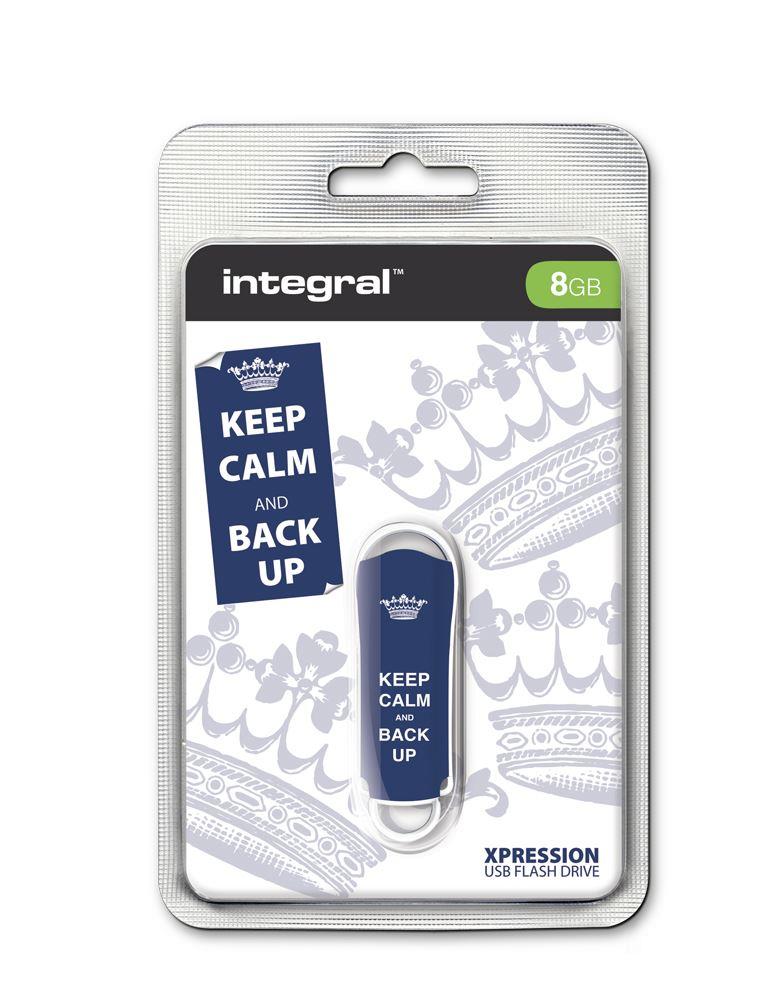 integral™
8GB
KEEP
CALM
AND
BACK
UP
KEEP
CALM
AND
BACK
UP
XPRESSION
USB FLASH DRIVE